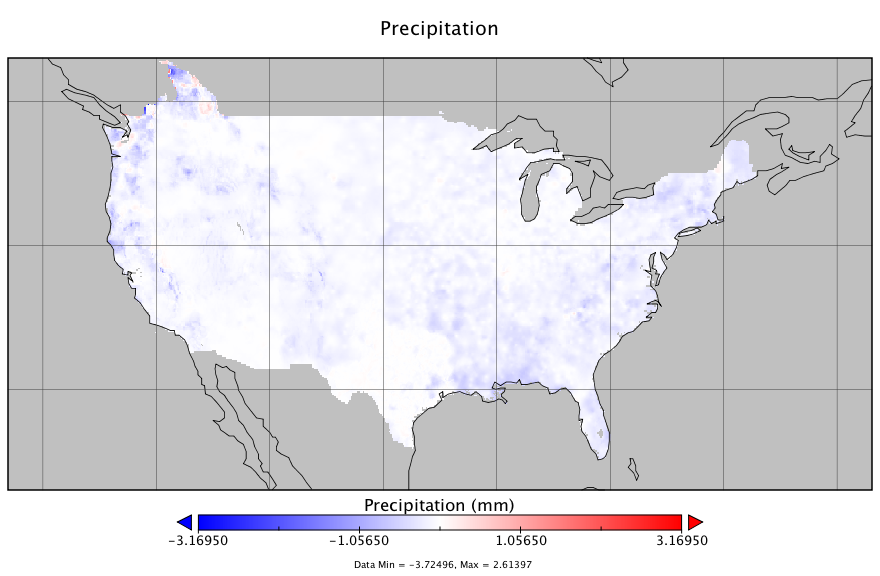 Precipitation
Precipitation (mm)
-3.16950 -1.05650 1.05650 3.16950
Data Min = -3.72496, Max = 2.61397